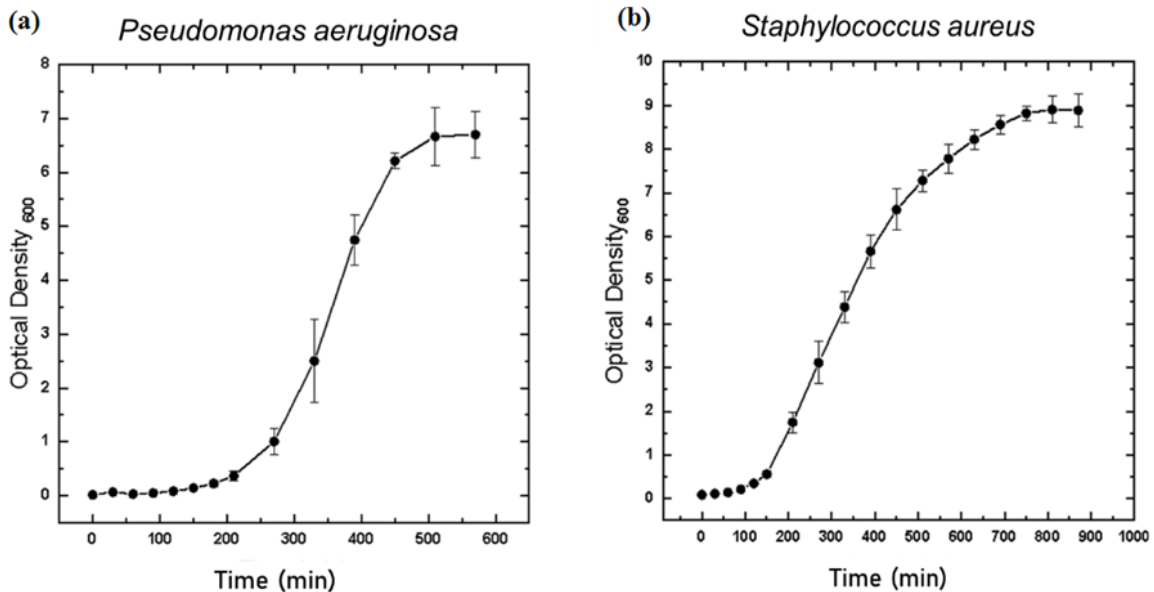 (a)
Pseudomonas aeruginosa
8
7
6
5
4
3
2
1
0
Optical Density600
0 100 200 300 400 500 600
Time (min)
(b)
Staphylococcus aureus
10
9
8
7
6
5
4
3
2
1
0
Optical Density600
0 100 200 300 400 500 600 700 800 900 1000
Time (min)